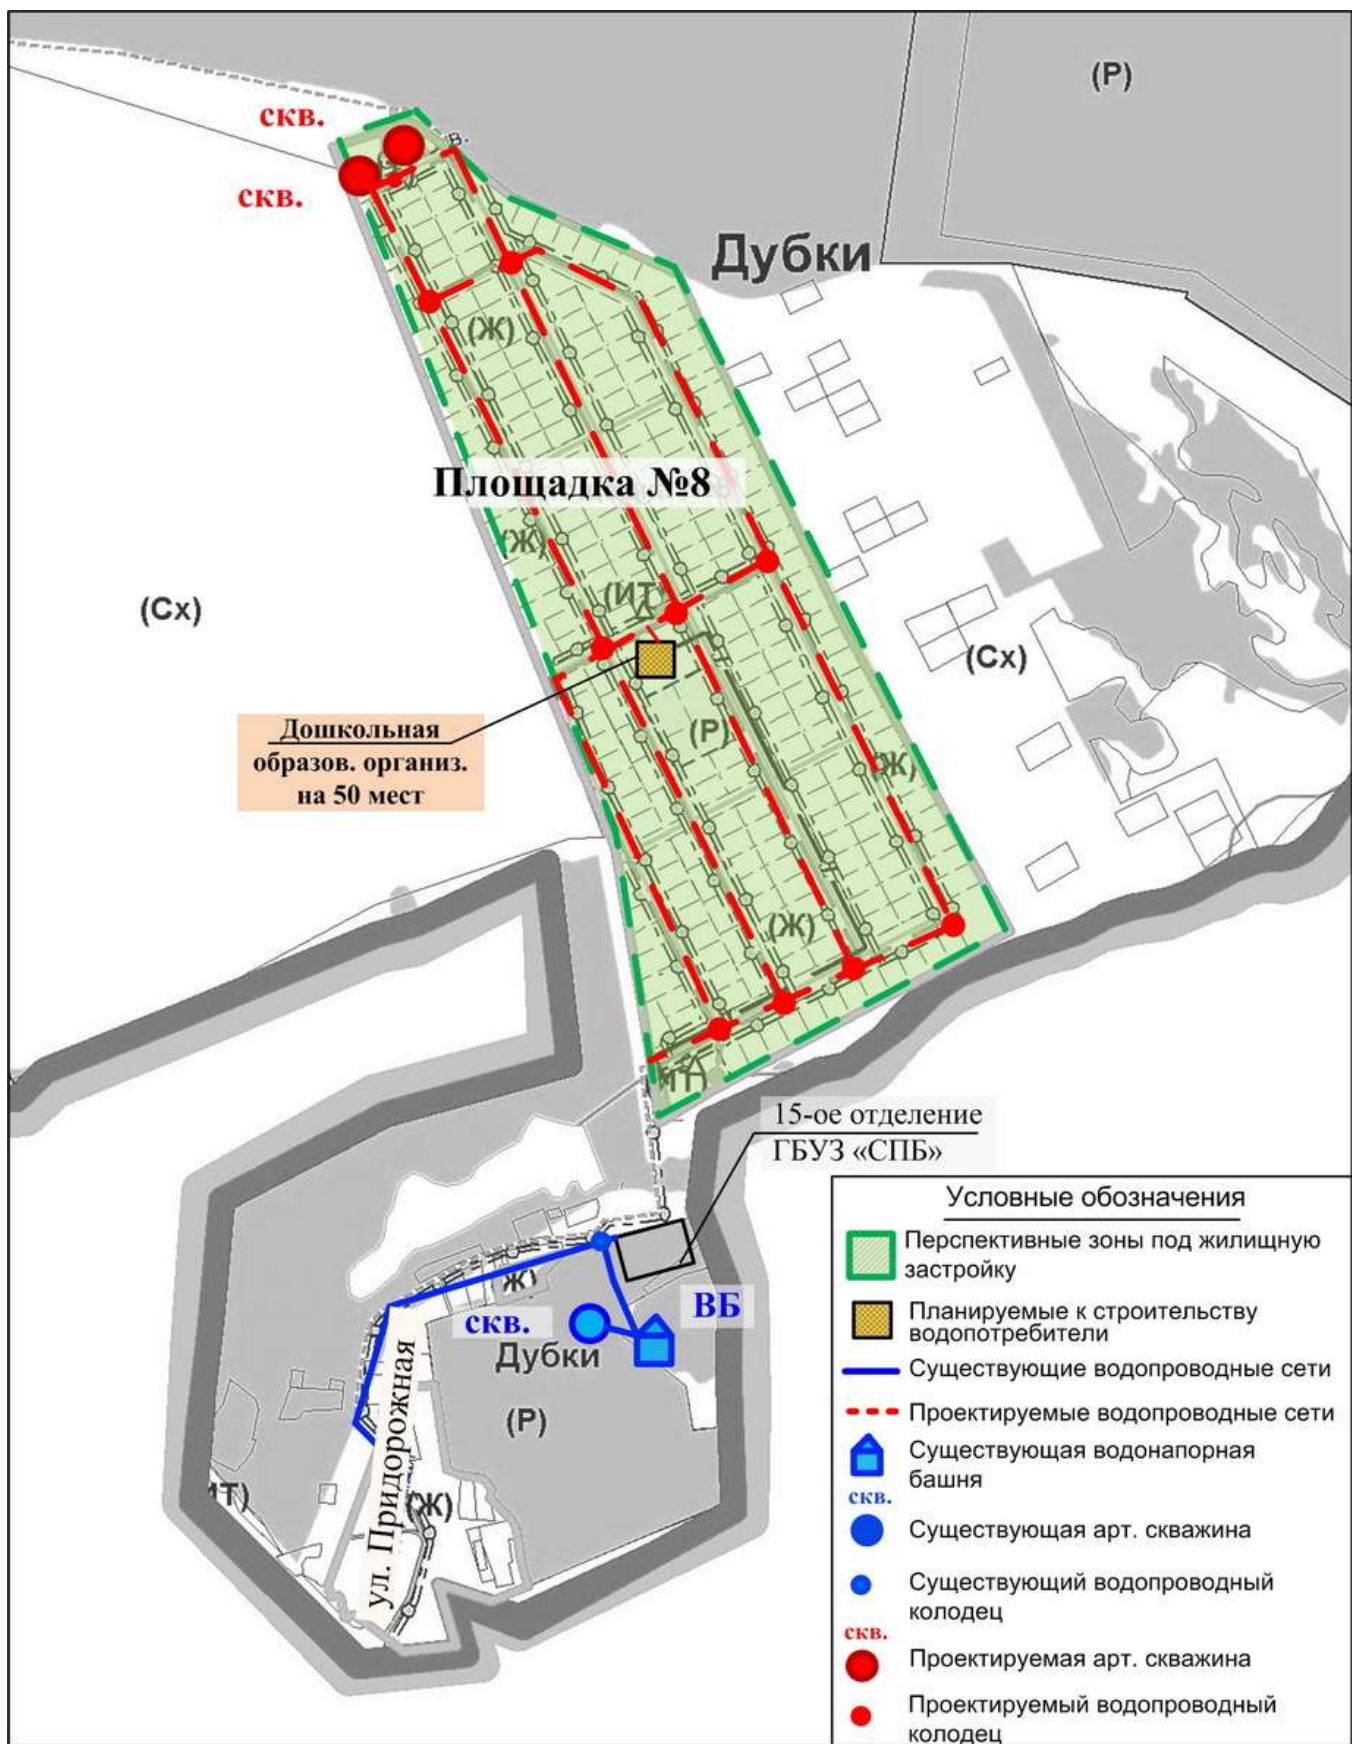 (Р)
скв.
в.
скв.
Дубки
(Ж)
Площадка №8
(Ж)
(ИТ)
(Сх)
(Сх)
(Р)
Дошкольная
образов. организ.
на 50 мест
(Ж)
(Ж)
15-ое отделение
ГБУЗ «СПБ»
Ж)
скв.
ВБ
Дубки
(Р)
ул. Придорожная
ИТ)
(Ж)
Условные обозначения
Перспективные зоны под жилищную
застройку
Планируемые к строительству
водопотребители
Существующие водопроводные сети
Проектируемые водопроводные сети
Существующая водонапорная
башня
скв.
Существующая арт. скважина
Существующий водопроводный
колодец
скв.
Проектируемая арт. скважина
Проектируемый водопроводный
колодец